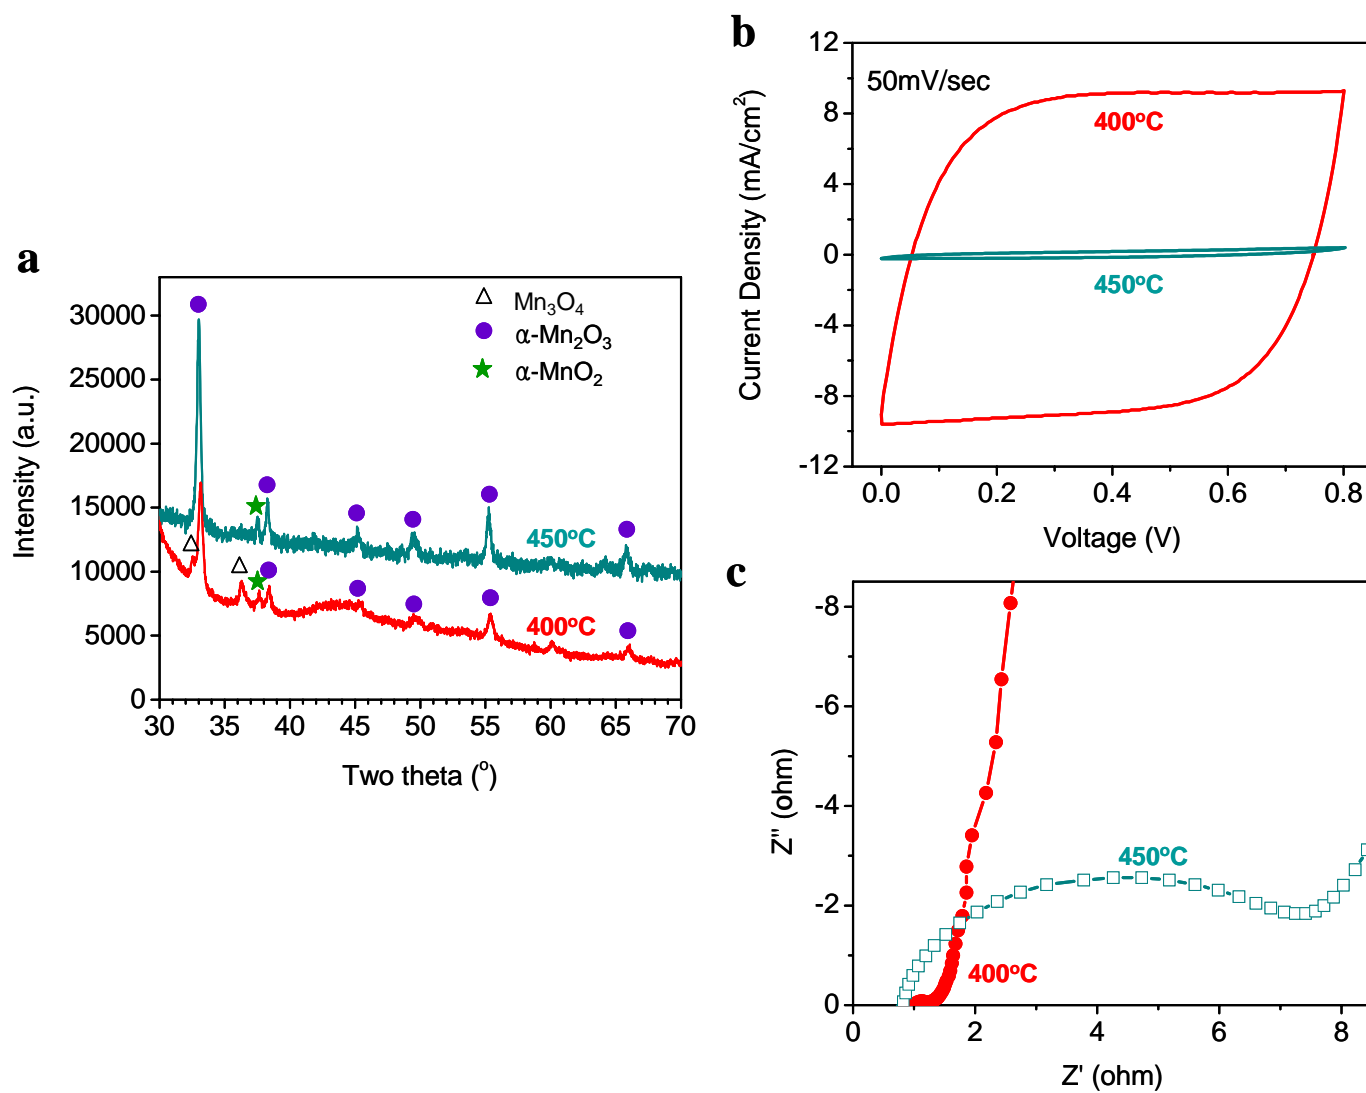 a
Intensity (a.u.)
30000
25000
20000
15000
10000
5000
0
Mn₃O₄
α-Mn₂O₃
α-MnO₂
450°C
400°C
30 35 40 45 50 55 60 65 70
Two theta (°)
b
Current Density (mA/cm²)
12
8
4
0
-4
-8
-12
50mV/sec
400°C
450°C
0.0 0.2 0.4 0.6 0.8
Voltage (V)
c
Z" (ohm)
-8
-6
-4
-2
0
450°C
400°C
0 2 4 6 8
Z' (ohm)